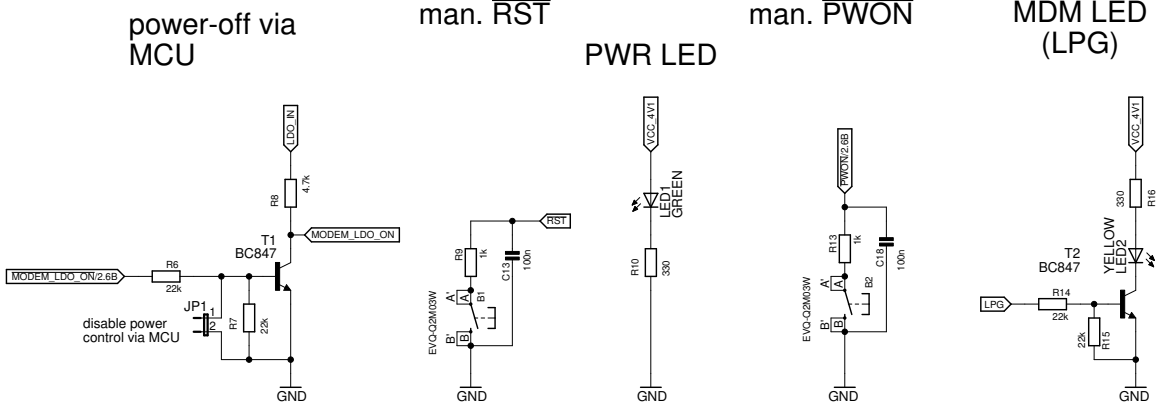 power-off via
MCU
LDO_IN
R8
4.7k
MODEM_LDO_ON
T1
BC847
MODEM_LDO_ON/2.6B
R6
22k
JP1
1
2
R7
22k
disable power
control via MCU
GND
man. RST
RST
R9
1k
C13
100n
A'
A
B1
B'
B
EVQ-Q2M03W
GND
PWR LED
VCC_4V1
LED1
GREEN
R10
330
GND
man. PWON
PWON/2.6B
R13
1k
C18
100n
A'
A
B2
B'
B
EVQ-Q2M03W
GND
MDM LED
(LPG)
VCC_4V1
330
R16
YELLOW
LED2
T2
BC847
LPG
R14
22k
22k
R15
GND